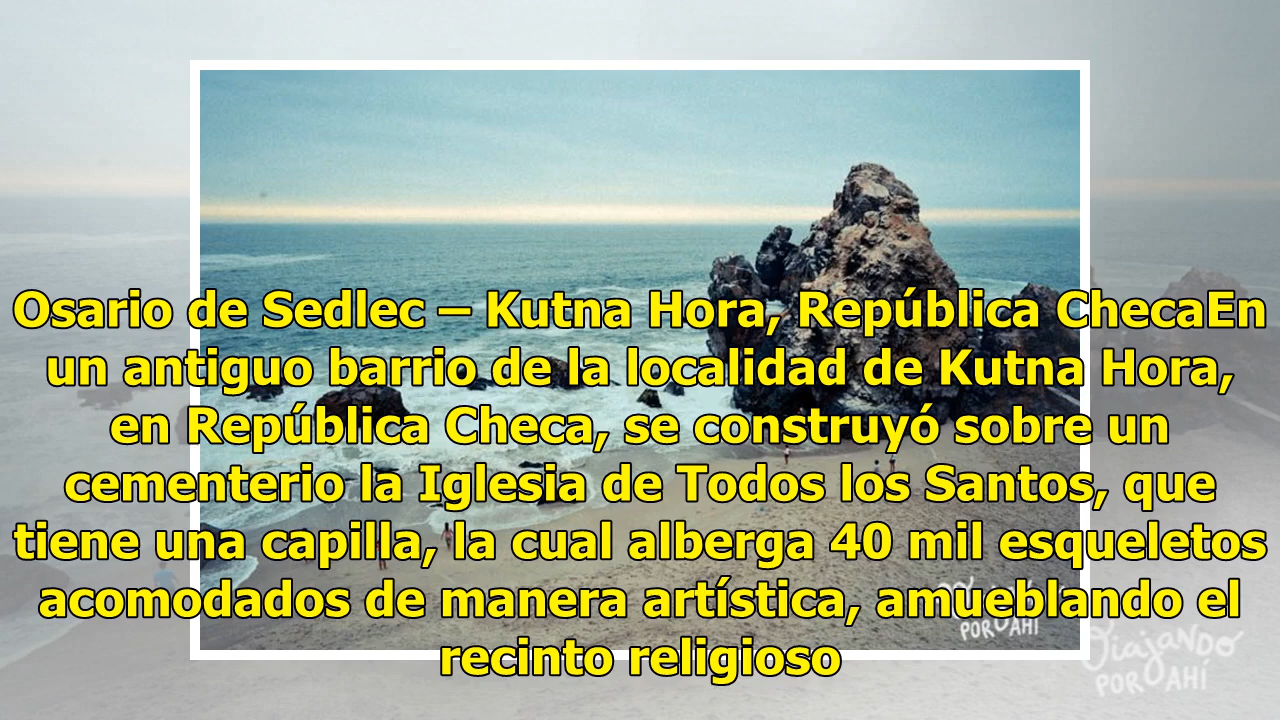 Osario de Sedlec – Kutna Hora, República ChecaEn
un antiguo barrio de la localidad de Kutna Hora,
en República Checa, se construyó sobre un
cementerio la Iglesia de Todos los Santos, que
tiene una capilla, la cual alberga 40 mil esqueletos
acomodados de manera artística, amueblando el
recinto religioso
POR AHÍ
Viajando
POR AHÍ